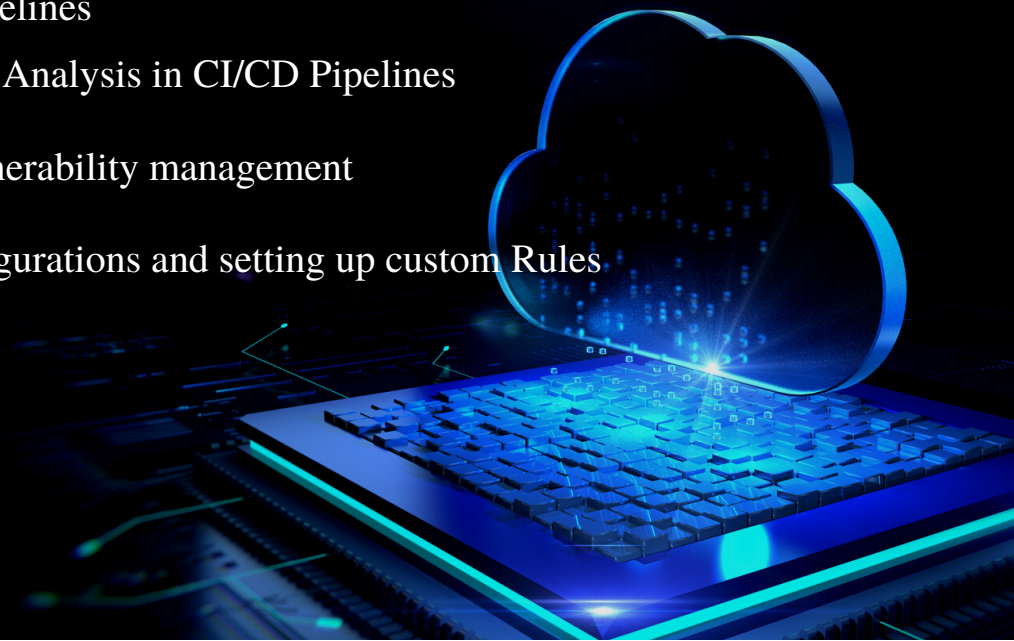 elines
Analysis in CI/CD Pipelines
nerability management
gurations and setting up custom Rules